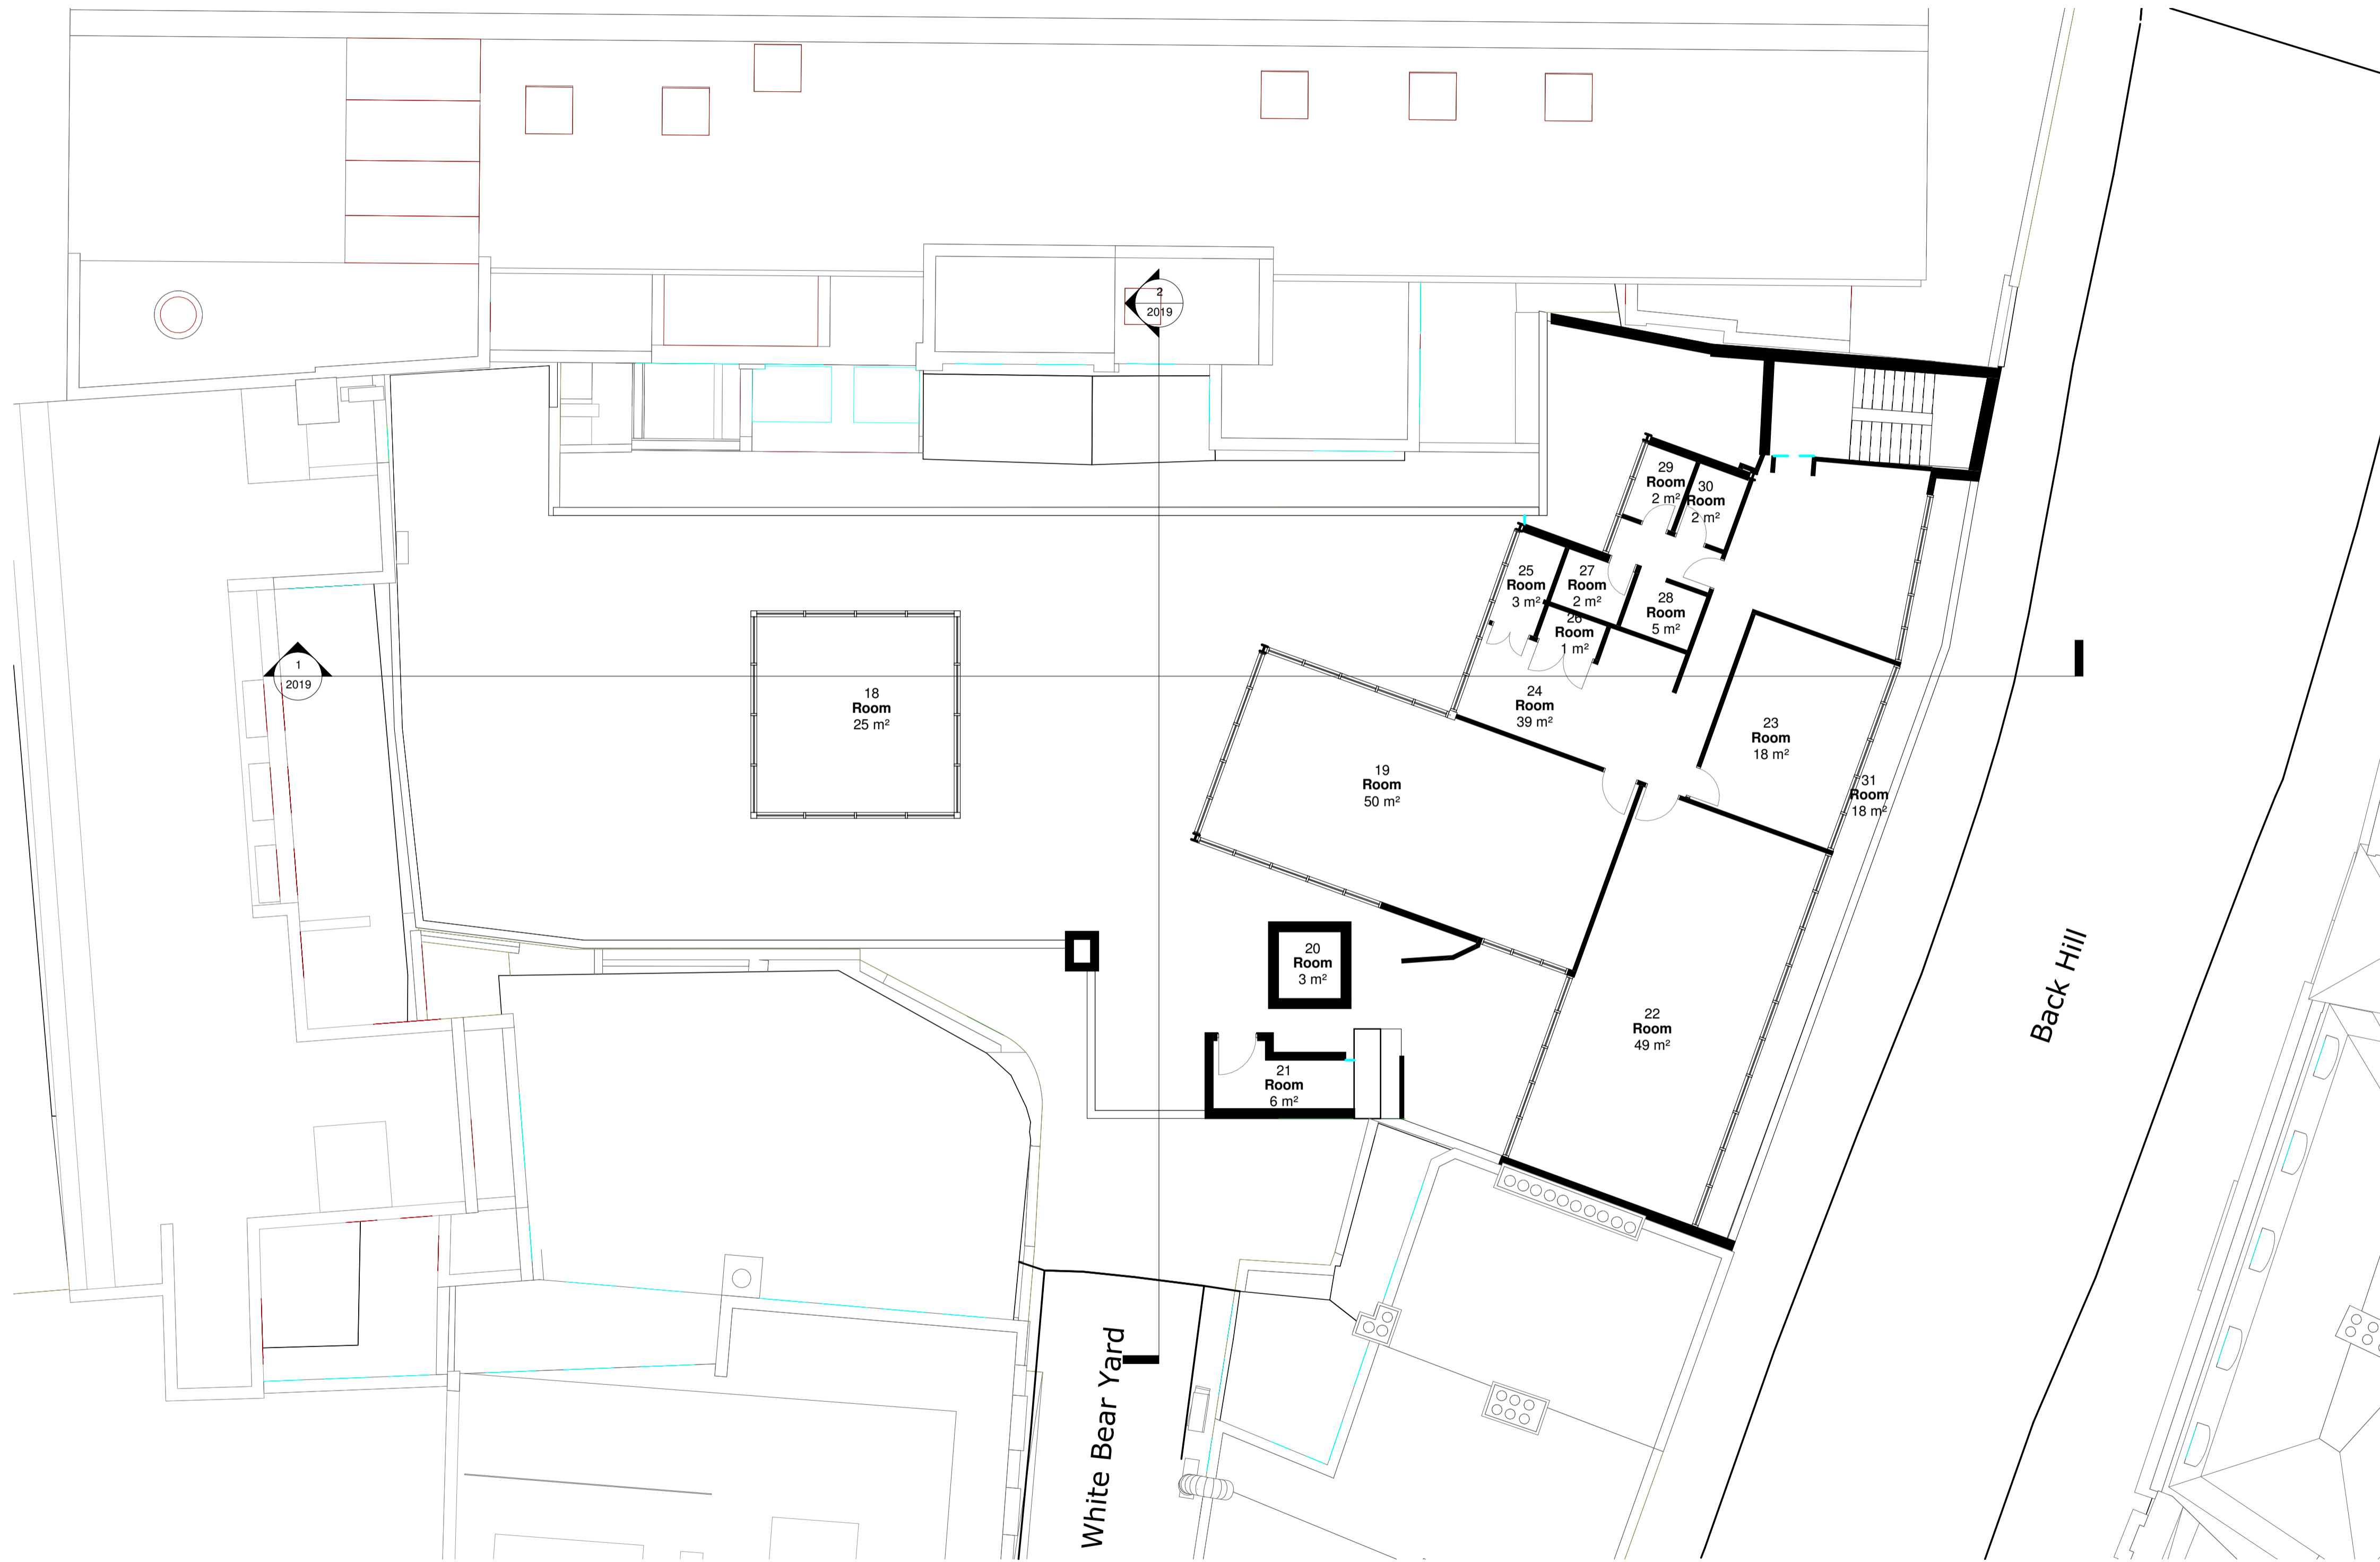 2
2019
29
Room
2 m²
30
Room
2 m²
25
Room
3 m²
27
Room
2 m²
28
Room
5 m²
26
Room
1 m²
1
2019
18
Room
25 m²
24
Room
39 m²
23
Room
18 m²
19
Room
50 m²
31
Room
18 m²
20
Room
3 m²
22
Room
49 m²
21
Room
6 m²
Back Hill
White Bear Yard